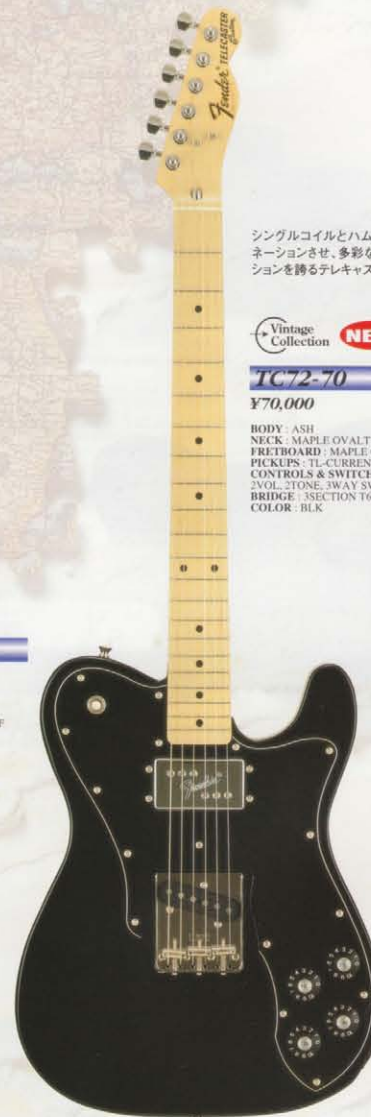 Fender® TELECASTER
Custom
シングルコイルとハム
ネーションさせ、多彩な
ションを誇るテレキャス
Vintage
Collection NE
TC72-70
¥70,000
BODY : ASH
NECK : MAPLE OVALT
FRETBOARD : MAPLE
PICKUPS : TL-CURREN
CONTROLS & SWITCH
2VOL, 2TONE, 3WAY SW
BRIDGE : 3SECTION T6
COLOR : BLK
Fender